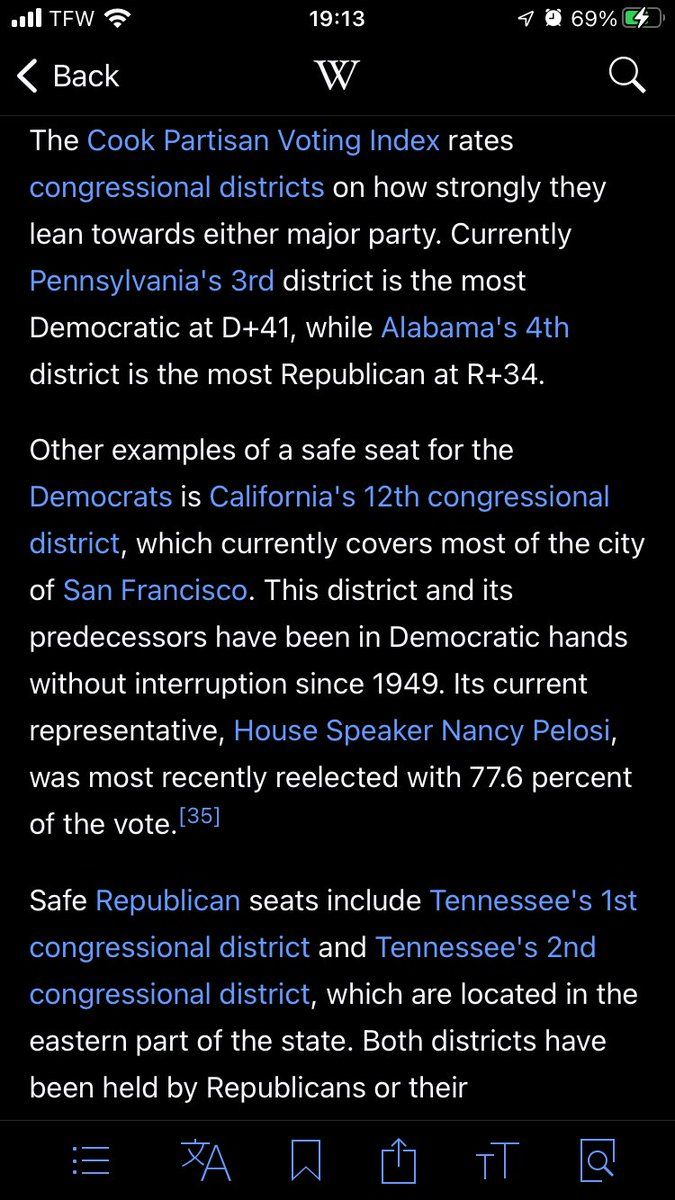 TFW 19:13 69%
Back W
The Cook Partisan Voting Index rates
congressional districts on how strongly they
lean towards either major party. Currently
Pennsylvania's 3rd district is the most
Democratic at D+41, while Alabama's 4th
district is the most Republican at R+34.
Other examples of a safe seat for the
Democrats is California's 12th congressional
district, which currently covers most of the city
of San Francisco. This district and its
predecessors have been in Democratic hands
without interruption since 1949. Its current
representative, House Speaker Nancy Pelosi,
was most recently reelected with 77.6 percent
of the vote.[35]
Safe Republican seats include Tennessee's 1st
congressional district and Tennessee's 2nd
congressional district, which are located in the
eastern part of the state. Both districts have
been held by Republicans or their
文A TT